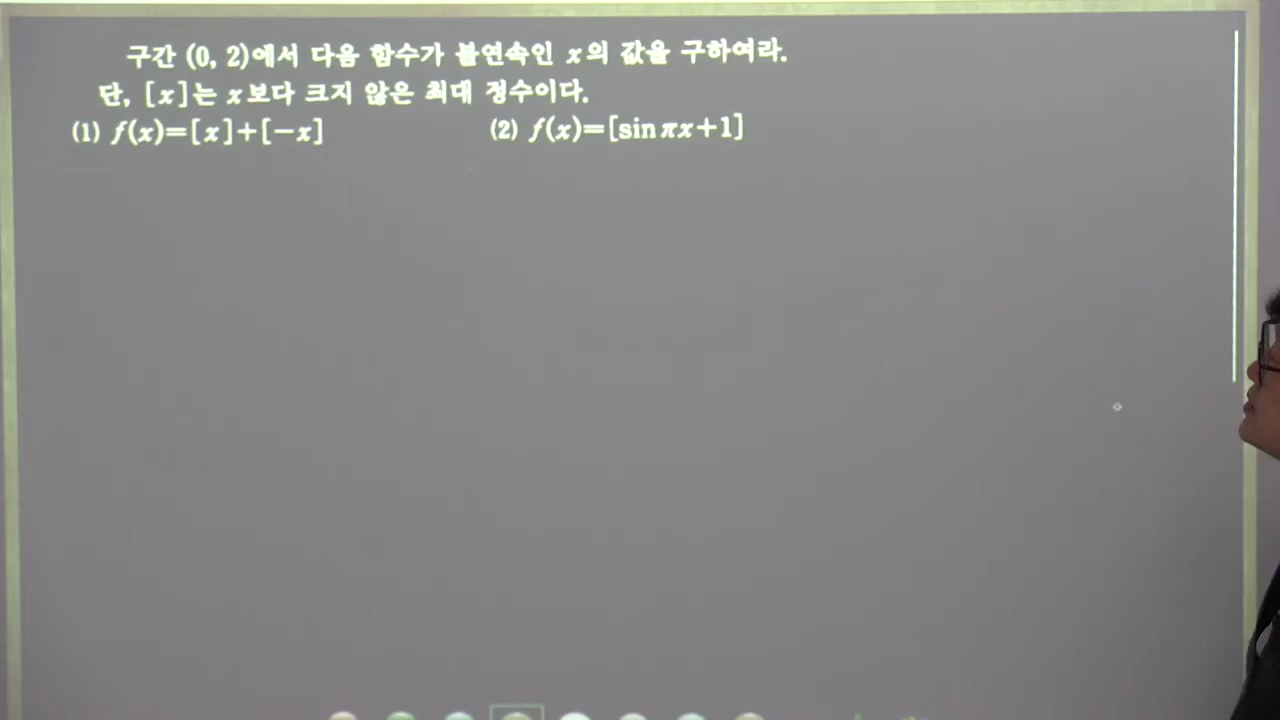 구간 (0, 2)에서 다음 함수가 불연속인 x의 값을 구하여라.
단, [x]는 x보다 크지 않은 최대 정수이다.
(1) f(x)=[x]+[-x] (2) f(x)=[sinπx+1]